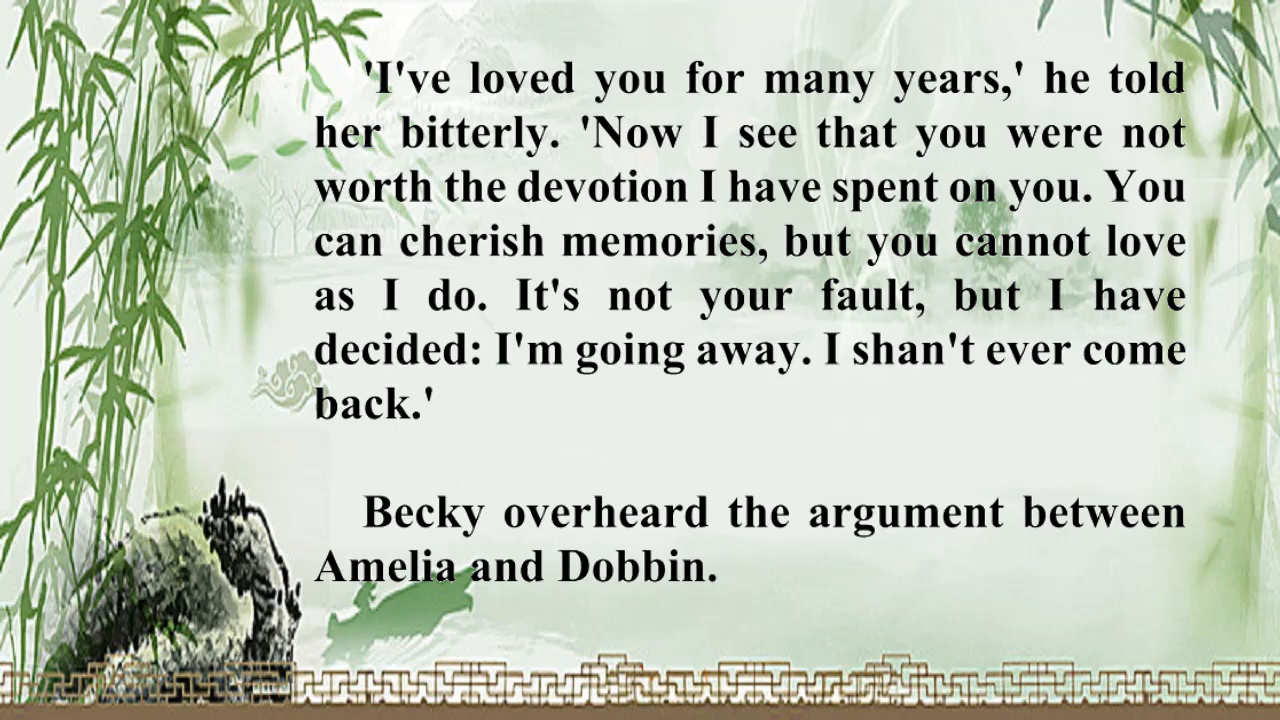 'I've loved you for many years,' he told
her bitterly. 'Now I see that you were not
worth the devotion I have spent on you. You
can cherish memories, but you cannot love
as I do. It's not your fault, but I have
decided: I'm going away. I shan't ever come
back.'
Becky overheard the argument between
Amelia and Dobbin.